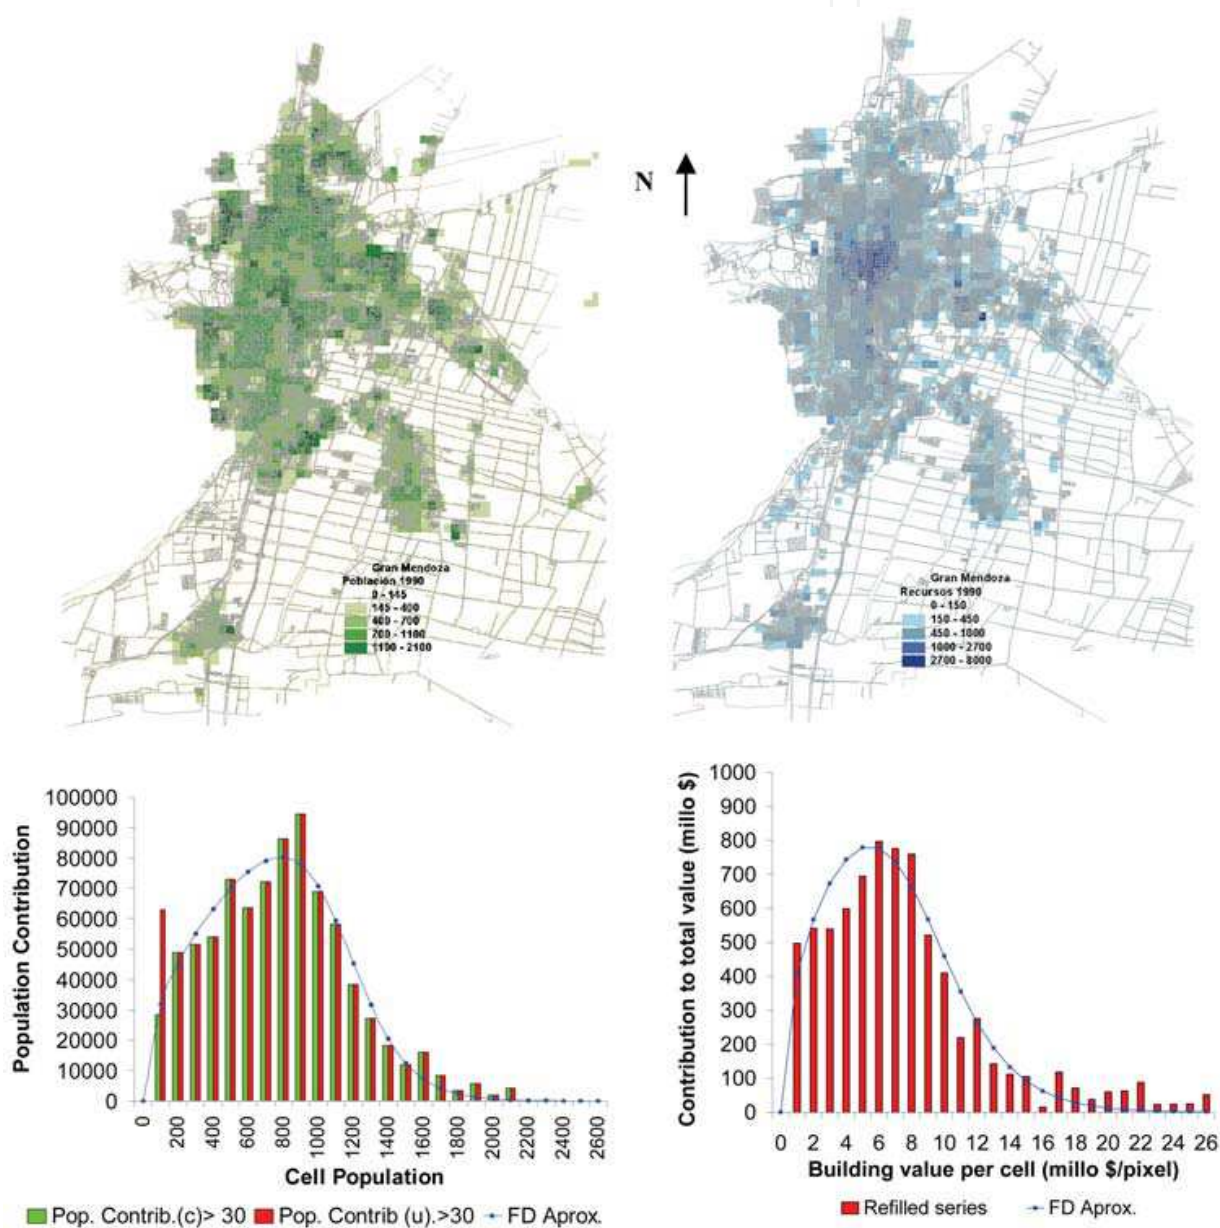 N
Gran Mendoza
Población 1990
0 - 145
145 - 400
400 - 700
700 - 1100
1100 - 2100
Gran Mendoza
Recursos 1990
0 - 150
150 - 450
450 - 1000
1000 - 2700
2700 - 8000
Population Contribution
100000
90000
80000
70000
60000
50000
40000
30000
20000
10000
0
0 200 400 600 800 1000 1200 1400 1600 1800 2000 2200 2400 2600
Cell Population
Pop. Contrib.(c)> 30 Pop. Contrib (u).>30 FD Aprox.
Contribution to total value (millo $)
1000
900
800
700
600
500
400
300
200
100
0
0 2 4 6 8 10 12 14 16 18 20 22 24 26
Building value per cell (millo $/pixel)
Refilled series FD Aprox.